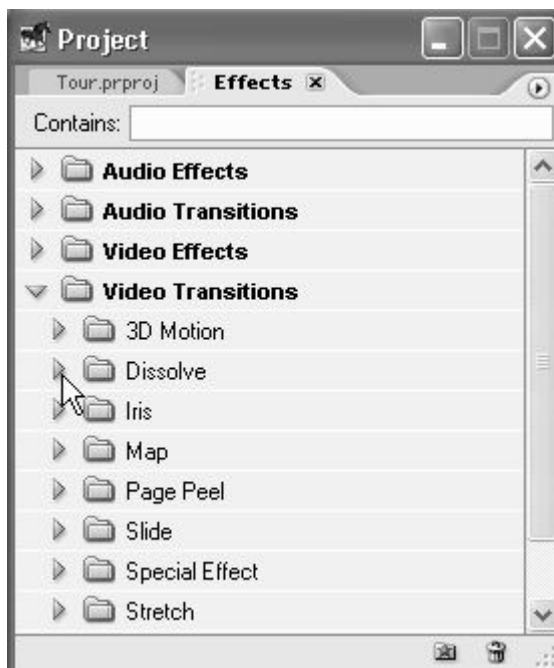 Project
Tour.prproj Effects
Contains:
Audio Effects
Audio Transitions
Video Effects
Video Transitions
3D Motion
Dissolve
Iris
Map
Page Peel
Slide
Special Effect
Stretch